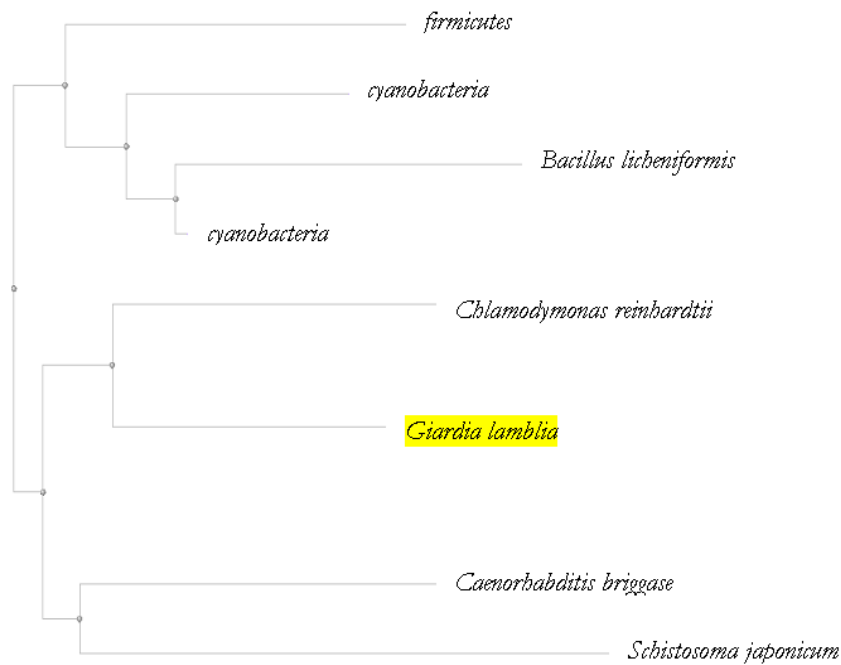 firmicutes
cyanobacteria
Bacillus licheniformis
cyanobacteria
Chlamodymonas reinhardtii
Giardia lamblia
Caenorhabditis briggase
Schistosoma japonicum